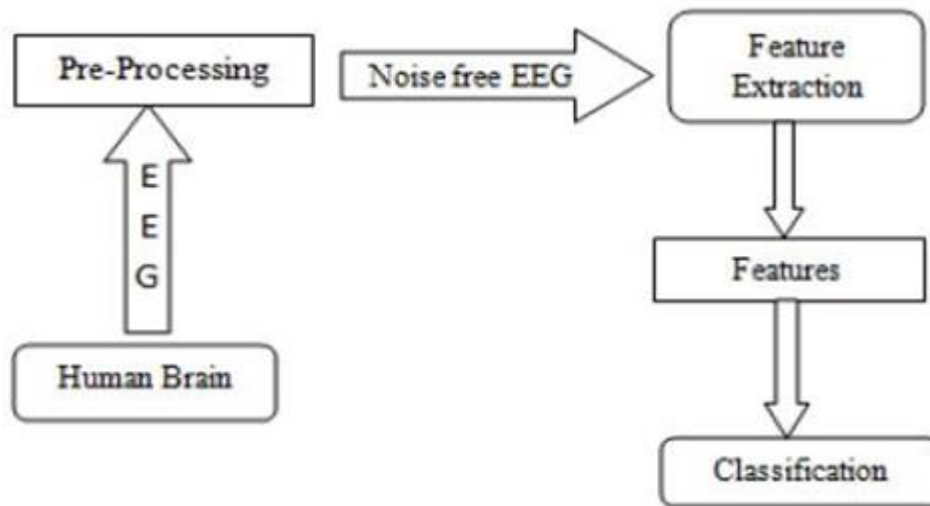 Pre-Processing
Noise free EEG
Feature
Extraction
E
E
G
Features
Human Brain
Classification